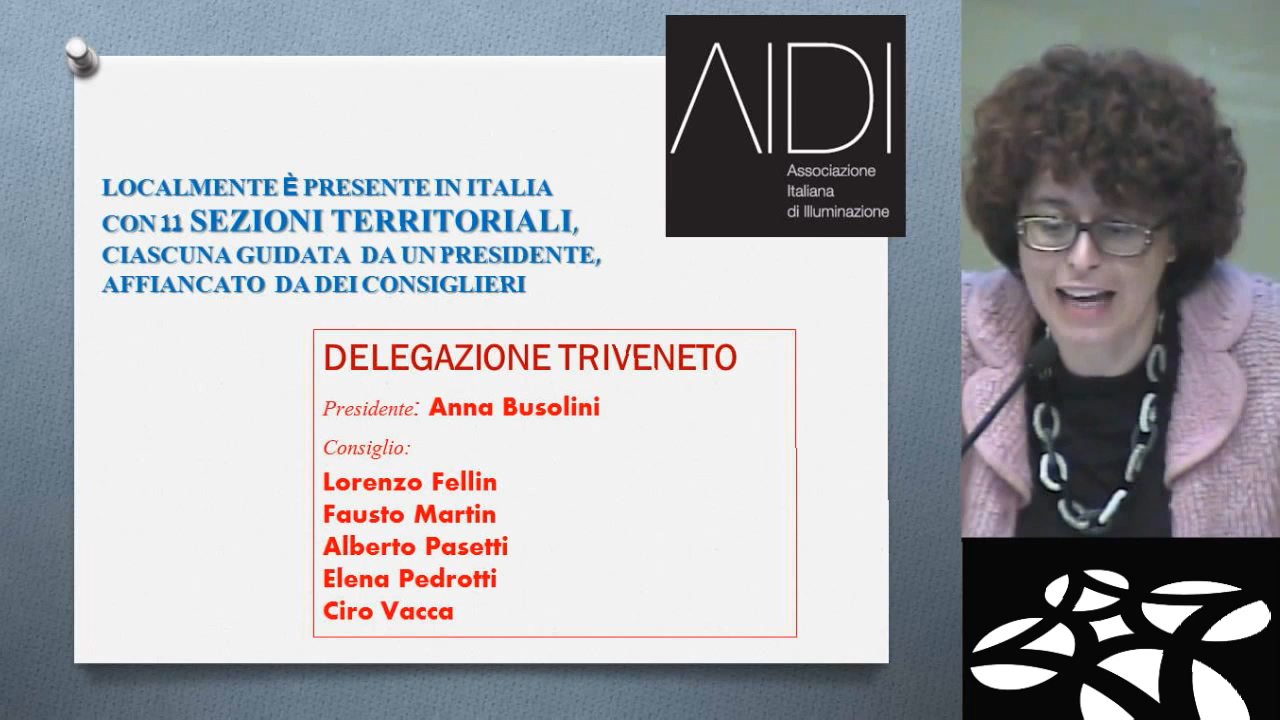 AIDI
Associazione
Italiana
di Illuminazione
LOCALMENTE È PRESENTE IN ITALIA
CON 11 SEZIONI TERRITORIALI,
CIASCUNA GUIDATA DA UN PRESIDENTE,
AFFIANCATO DA DEI CONSIGLIERI
DELEGAZIONE TRIVENETO
Presidente: Anna Busolini
Consiglio:
Lorenzo Fellin
Fausto Martin
Alberto Pasetti
Elena Pedrotti
Ciro Vacca